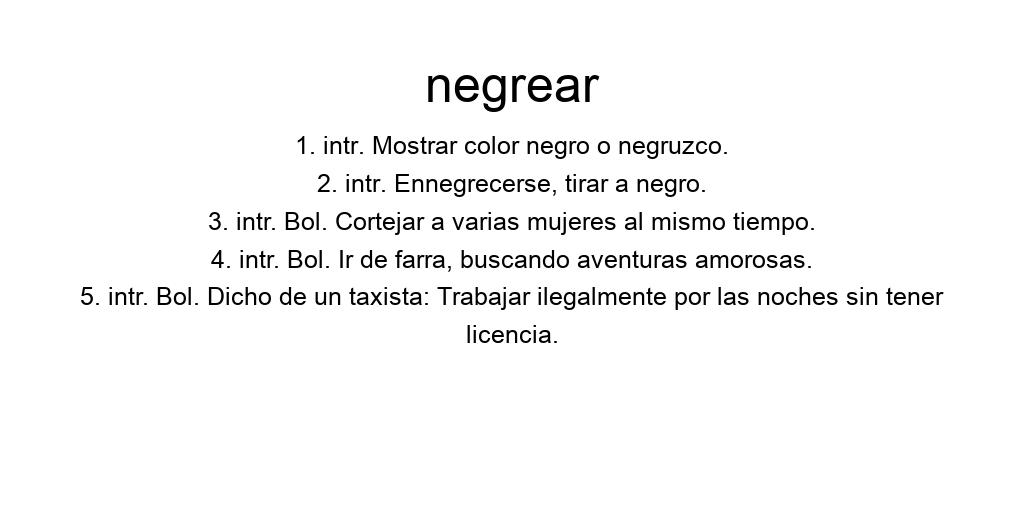 negrear
1. intr. Mostrar color negro o negruzco.
2. intr. Ennegrecerse, tirar a negro.
3. intr. Bol. Cortejar a varias mujeres al mismo tiempo.
4. intr. Bol. Ir de farra, buscando aventuras amorosas.
5. intr. Bol. Dicho de un taxista: Trabajar ilegalmente por las noches sin tener
licencia.